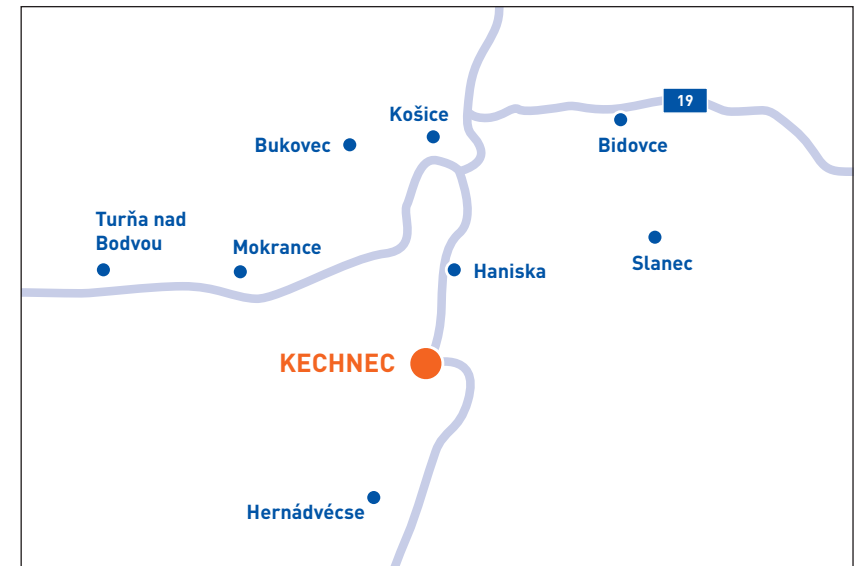 19
Košice
Bukovec
Bidovce
Turňa nad
Bodvou
Mokrance
Haniska
Slanec
KECHNEC
Hernádvécse